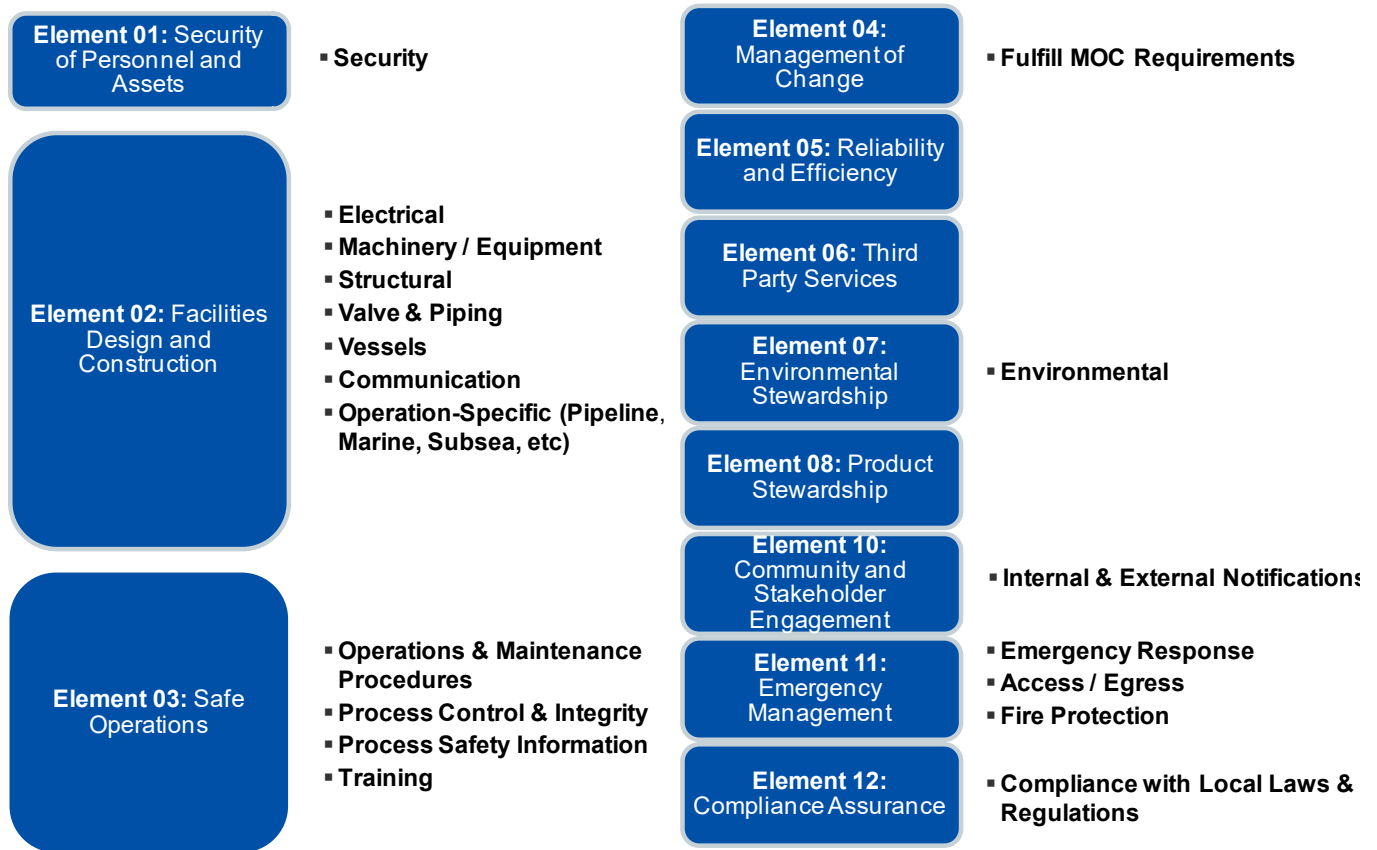 Element 01: Security
of Personnel and
Assets
▪ Security
Element 02: Facilities
Design and
Construction
▪ Electrical
▪ Machinery / Equipment
▪ Structural
▪ Valve & Piping
▪ Vessels
▪ Communication
▪ Operation-Specific (Pipeline,
Marine, Subsea, etc)
Element 03: Safe
Operations
▪ Operations & Maintenance
Procedures
▪ Process Control & Integrity
▪ Process Safety Information
▪ Training
Element 04:
Management of
Change
▪ Fulfill MOC Requirements
Element 05: Reliability
and Efficiency
Element 06: Third
Party Services
Element 07:
Environmental
Stewardship
▪ Environmental
Element 08: Product
Stewardship
Element 10:
Community and
Stakeholder
Engagement
▪ Internal & External Notifications
Element 11:
Emergency
Management
▪ Emergency Response
▪ Access / Egress
▪ Fire Protection
Element 12:
Compliance Assurance
▪ Compliance with Local Laws &
Regulations